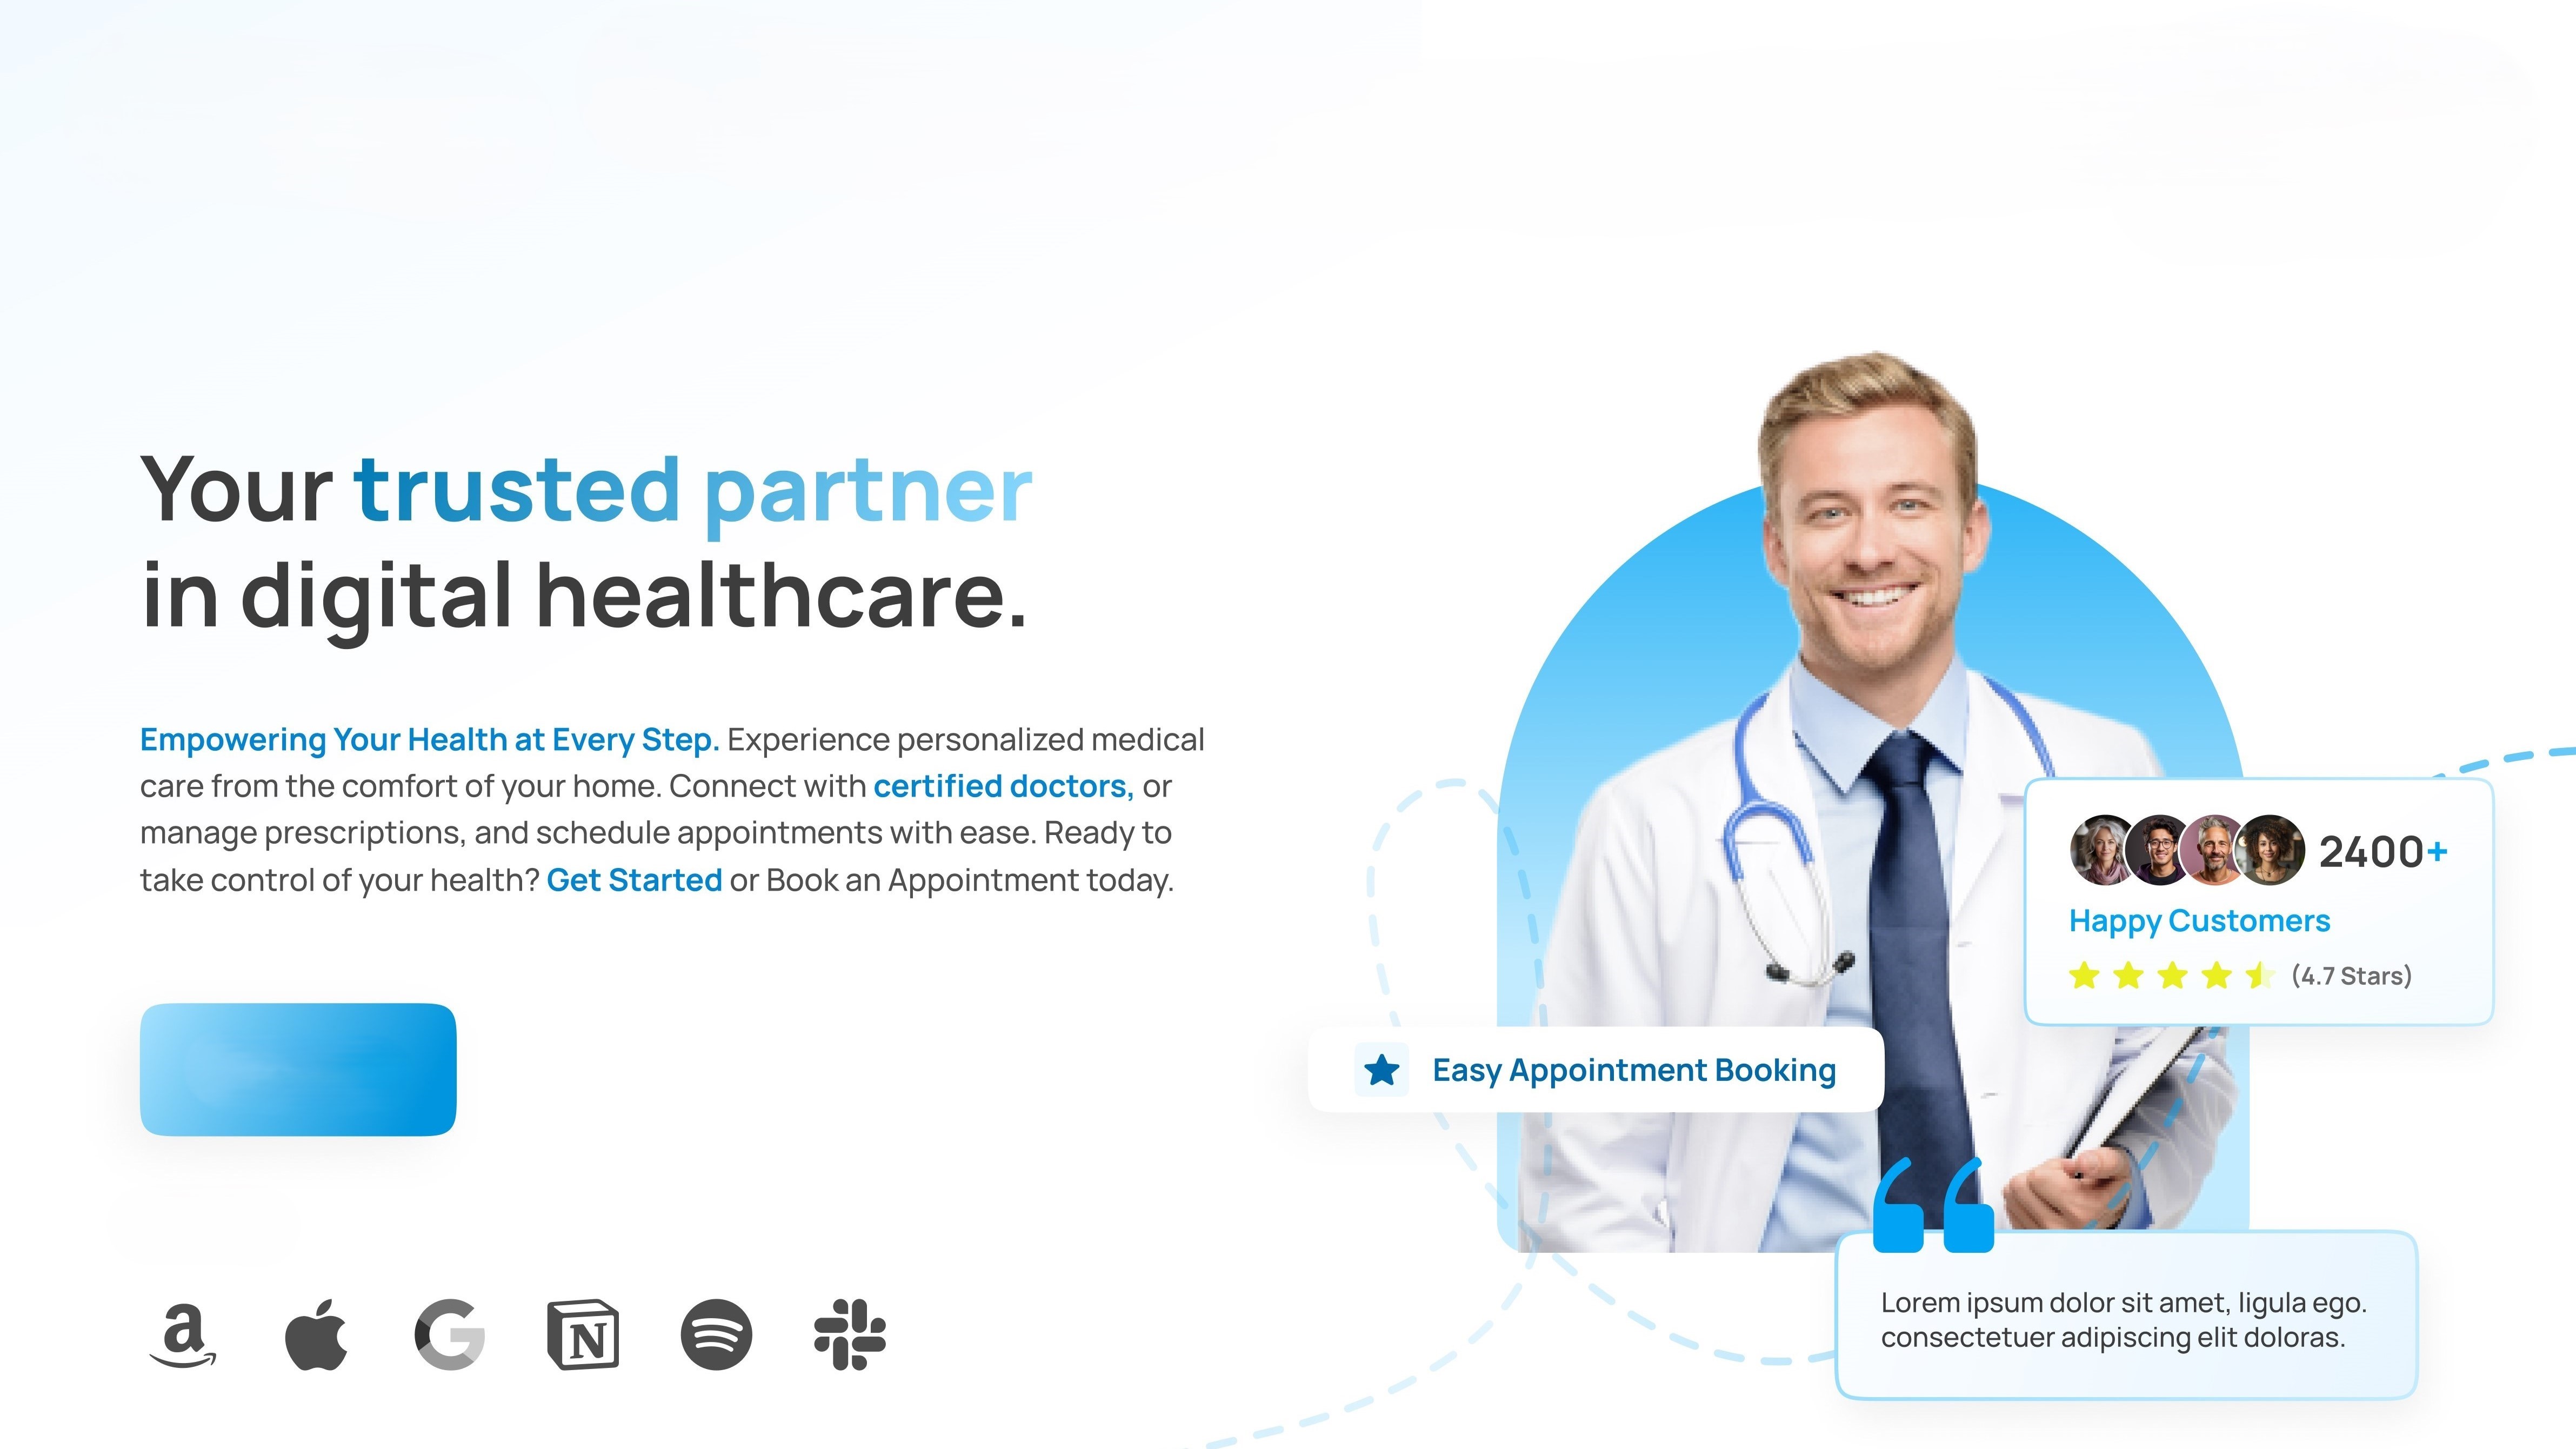 Your trusted partner
in digital healthcare.
Empowering Your Health at Every Step. Experience personalized medical
care from the comfort of your home. Connect with certified doctors, or
manage prescriptions, and schedule appointments with ease. Ready to
take control of your health? Get Started or Book an Appointment today.
2400+
Happy Customers
(4.7 Stars)
Easy Appointment Booking
Lorem ipsum dolor sit amet, ligula ego.
consectetuer adipiscing elit doloras.